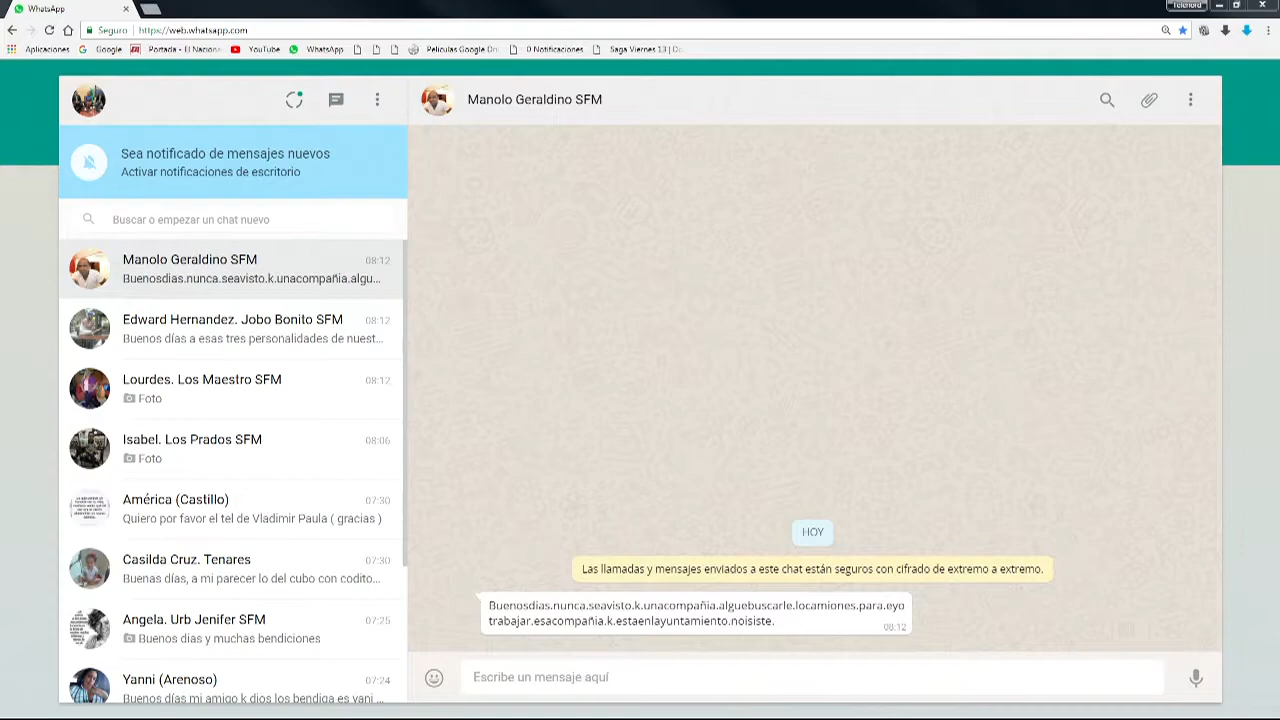 WhatsApp
Telenord
Seguro https://web.whatsapp.com
Aplicaciones Google Portada - El Nacional YouTube WhatsApp Peliculas Google Dri 0 Notificaciones Saga Viernes 13 | Do
Manolo Geraldino SFM
Sea notificado de mensajes nuevos
Activar notificaciones de escritorio
Buscar o empezar un chat nuevo
Manolo Geraldino SFM 08:12
Buenosdias.nunca.seavisto.k.unacompañia.algu...
Edward Hernandez. Jobo Bonito SFM 08:12
Buenos días a esas tres personalidades de nuest...
Lourdes. Los Maestro SFM 08:12
Foto
Isabel. Los Prados SFM 08:06
Foto
América (Castillo) 07:30
Quiero por favor el tel de Vladimir Paula ( gracias )
Casilda Cruz. Tenares 07:30
Buenas días, a mi parecer lo del cubo con codito...
Angela. Urb Jenifer SFM 07:25
Buenos dias y muchas bendiciones
Yanni (Arenoso) 07:24
Buenos días mi amigo k dios los bendiga es yani ...
HOY
Las llamadas y mensajes enviados a este chat están seguros con cifrado de extremo a extremo.
Buenosdias.nunca.seavisto.k.unacompañia.alguebuscarle.locamiones.para.eyo
trabajar.esacompañia.k.estaenlayuntamiento.noisiste.
08:12
Escribe un mensaje aquí